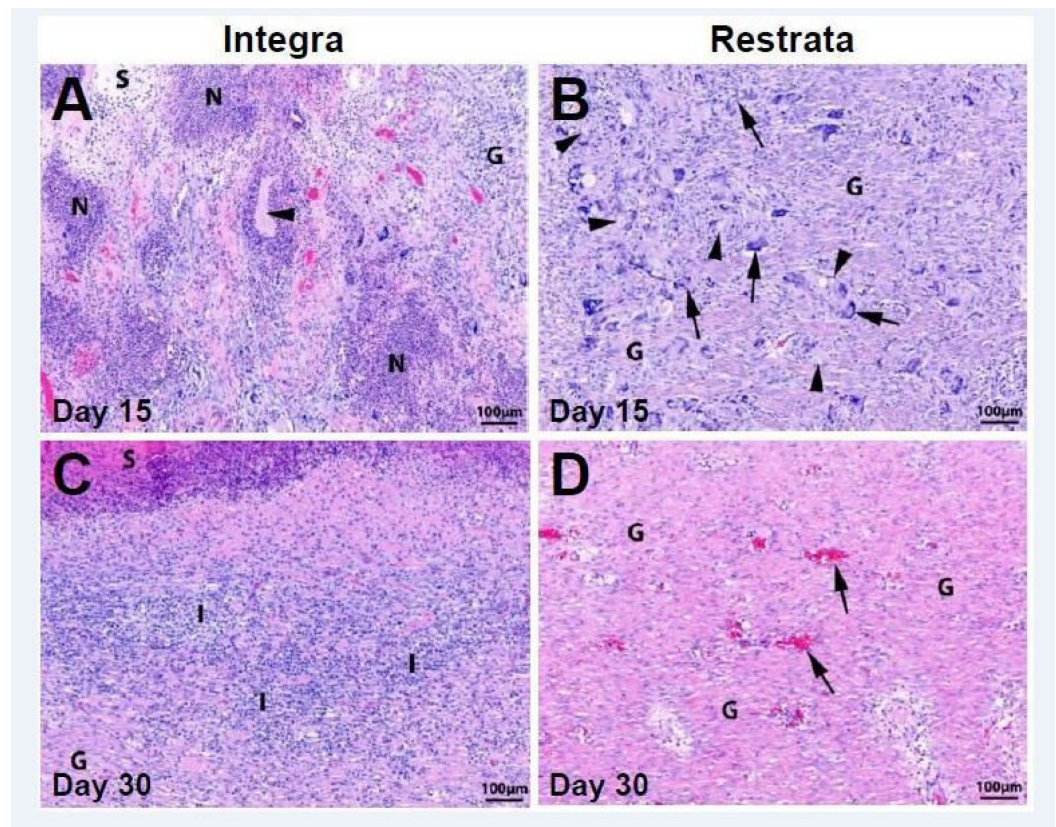 Integra Restrata
A
S
N
G
N
N
Day 15
100μm
B
G
G
Day 15
100μm
C
S
I
I
I
G
Day 30
100μm
D
G
G
G
Day 30
100μm